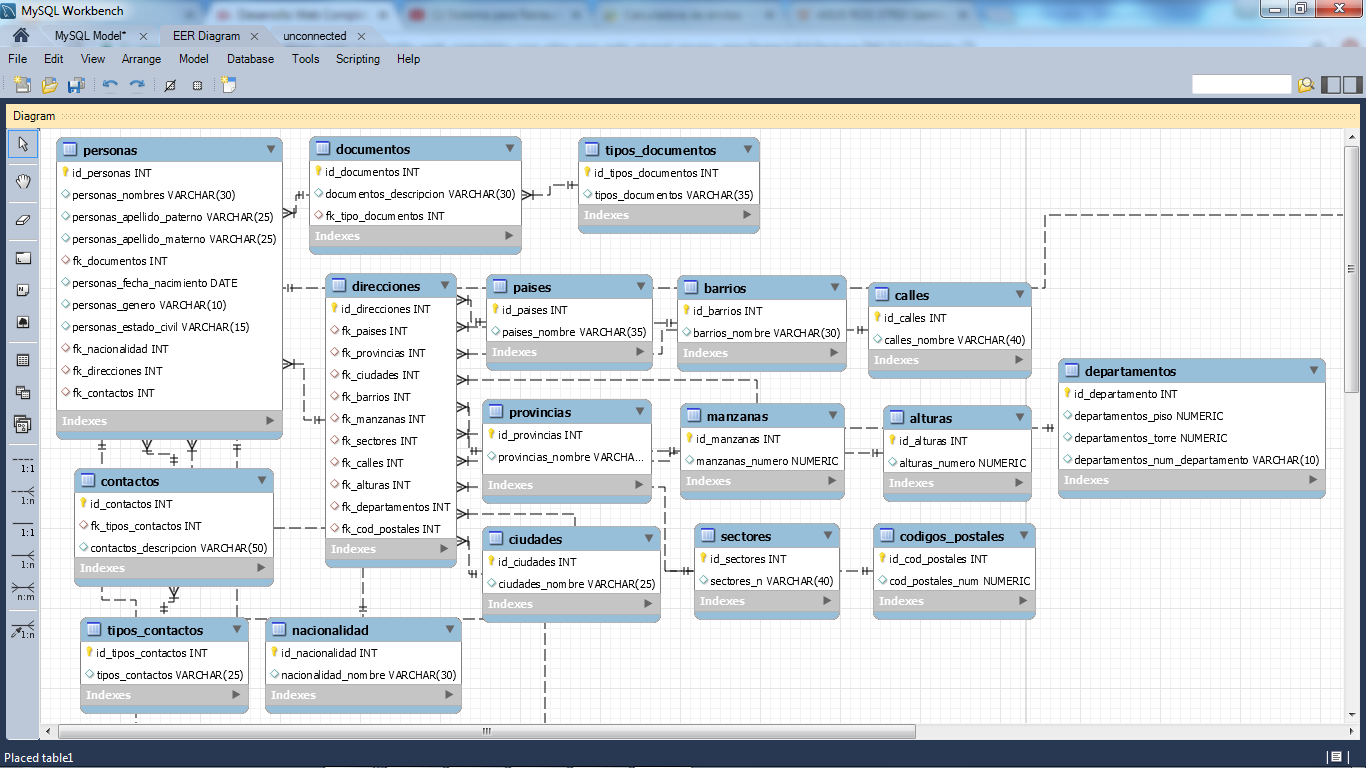 MySQL Workbench
MySQL Model* EER Diagram unconnected
File Edit View Arrange Model Database Tools Scripting Help
Diagram
personas
id_personas INT
personas_nombres VARCHAR(30)
personas_apellido_paterno VARCHAR(25)
personas_apellido_materno VARCHAR(25)
fk_documentos INT
personas_fecha_nacimiento DATE
personas_genero VARCHAR(10)
personas_estado_civil VARCHAR(15)
fk_nacionalidad INT
fk_direcciones INT
fk_contactos INT
Indexes
documentos
id_documentos INT
documentos_descripcion VARCHAR(30)
fk_tipo_documentos INT
Indexes
tipos_documentos
id_tipos_documentos INT
tipos_documentos VARCHAR(35)
Indexes
direcciones
id_direcciones INT
fk_paises INT
fk_provincias INT
fk_ciudades INT
fk_barrios INT
fk_manzanas INT
fk_sectores INT
fk_calles INT
fk_alturas INT
fk_departamentos INT
fk_cod_postales INT
Indexes
paises
id_paises INT
paises_nombre VARCHAR(35)
Indexes
barrios
id_barrios INT
barrios_nombre VARCHAR(30)
Indexes
calles
id_calles INT
calles_nombre VARCHAR(40)
Indexes
departamentos
id_departamento INT
departamentos_piso NUMERIC
departamentos_torre NUMERIC
departamentos_num_departamento VARCHAR(10)
Indexes
provincias
id_provincias INT
provincias_nombre VARCHA...
Indexes
manzanas
id_manzanas INT
manzanas_numero NUMERIC
Indexes
alturas
id_alturas INT
alturas_numero NUMERIC
Indexes
contactos
id_contactos INT
fk_tipos_contactos INT
contactos_descripcion VARCHAR(50)
Indexes
ciudades
id_ciudades INT
ciudades_nombre VARCHAR(25)
Indexes
sectores
id_sectores INT
sectores_n VARCHAR(40)
Indexes
codigos_postales
id_cod_postales INT
cod_postales_num NUMERIC
Indexes
tipos_contactos
id_tipos_contactos INT
tipos_contactos VARCHAR(25)
Indexes
nacionalidad
id_nacionalidad INT
nacionalidad_nombre VARCHAR(30)
Indexes
1:1
1:n
1:1
1:n
n:m
1:n
Placed table1